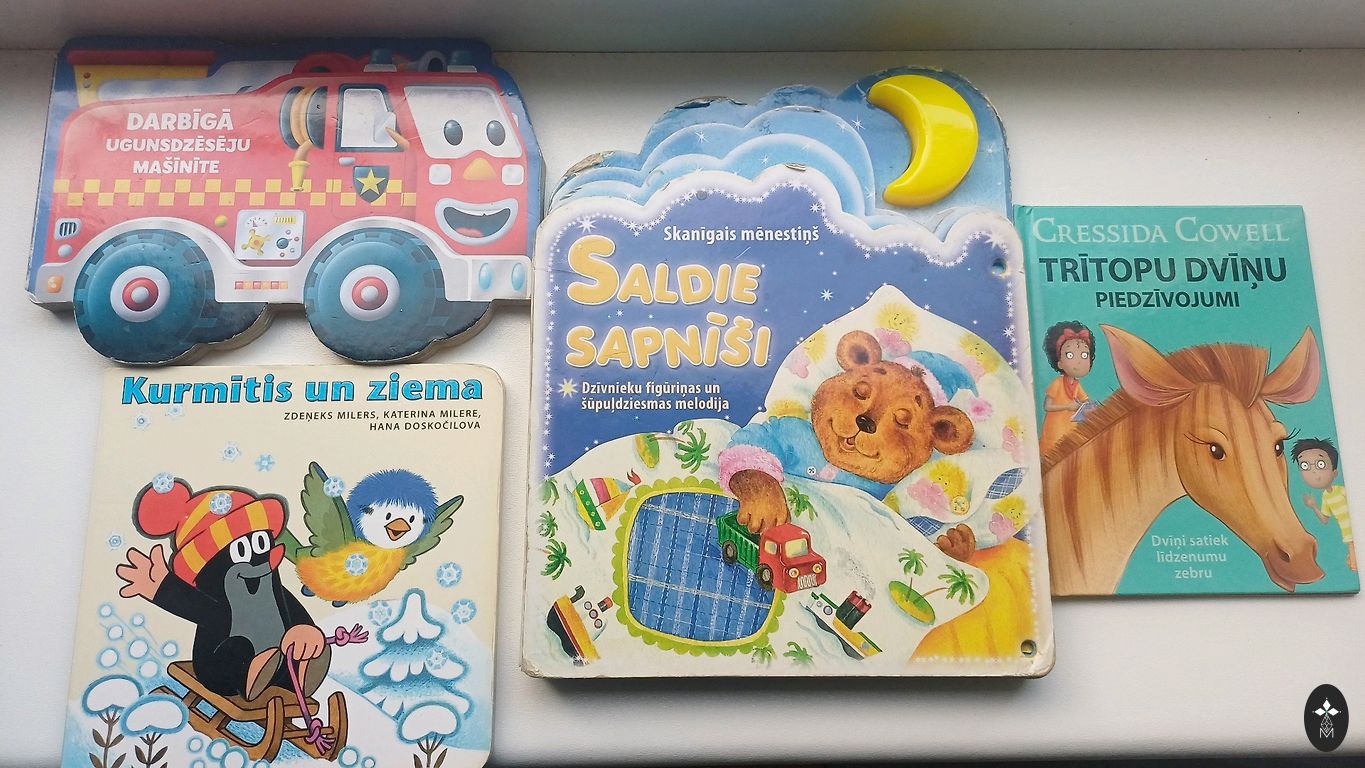 DARBĪGĀ
UGUNSDZĒSĒJU
MAŠĪNĪTE
Kurmītis un ziema
ZDEŅEKS MILERS, KATERINA MILERE,
HANA DOSKOČILOVA
Skanīgais mēnestiņš
SALDIE
SAPNĪŠI
Dzīvnieku figūriņas un
šūpuļdziesmas melodija
CRESSIDA COWELL
TRĪTOPU DVĪŅU
PIEDZĪVOJUMI
Dvīņi satiek
līdzenumu
zebru
M